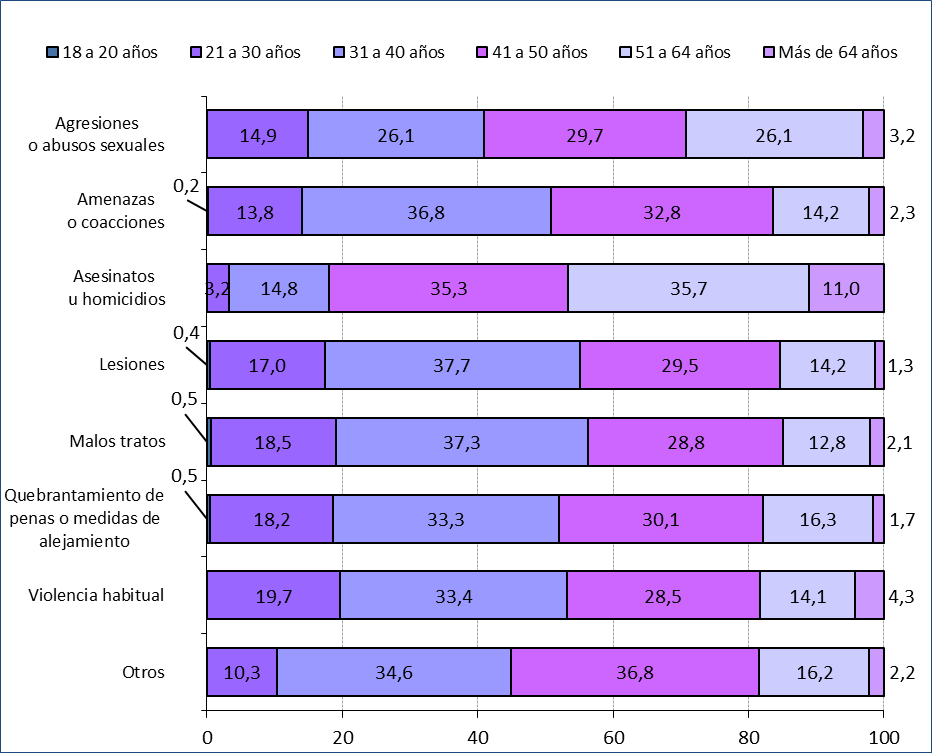 18 a 20 años 21 a 30 años 31 a 40 años 41 a 50 años 51 a 64 años Más de 64 años
Agresiones
o abusos sexuales
14,9 26,1 29,7 26,1 3,2
Amenazas
o coacciones
0,2 13,8 36,8 32,8 14,2 2,3
Asesinatos
u homicidios
3,2 14,8 35,3 35,7 11,0
Lesiones
0,4 17,0 37,7 29,5 14,2 1,3
Malos tratos
0,5 18,5 37,3 28,8 12,8 2,1
Quebrantamiento de
penas o medidas de
alejamiento
0,5 18,2 33,3 30,1 16,3 1,7
Violencia habitual
19,7 33,4 28,5 14,1 4,3
Otros
10,3 34,6 36,8 16,2 2,2
0 20 40 60 80 100